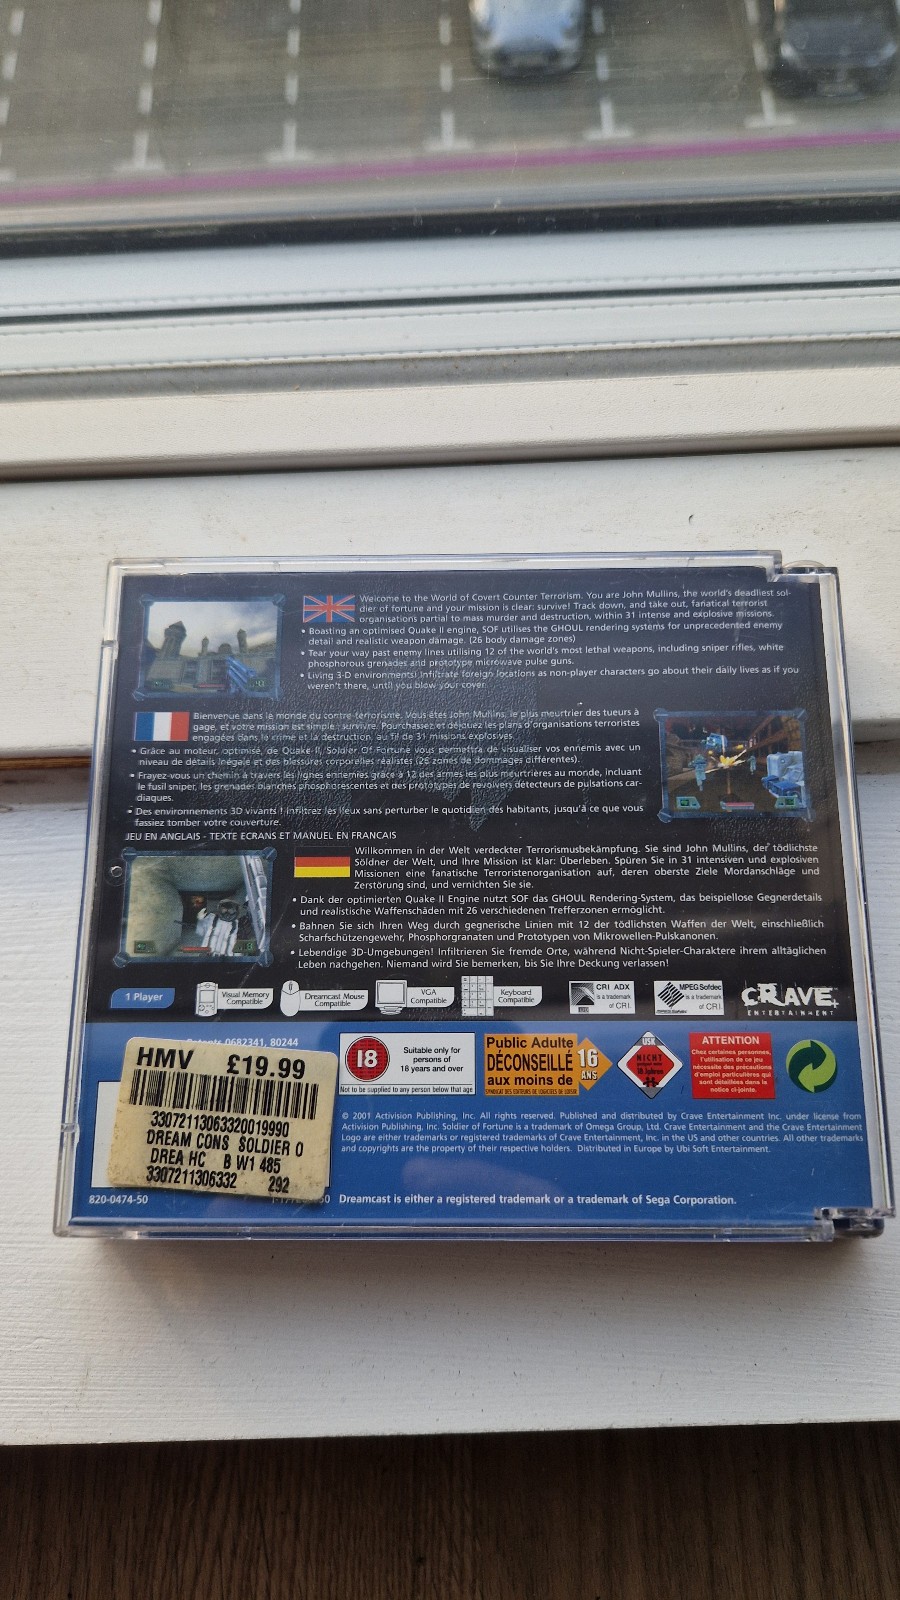 Welcome to the World of Covert Counter Terrorism. You are John Mullins, the world's deadliest sol-
dier of fortune and your mission is clear: survive! Track down, and take out, fanatical terrorist
organisations partial to mass murder and destruction, within 31 intense and explosive missions.
• Boasting an optimised Quake II engine, SOF utilises the GHOUL rendering systems for unprecedented enemy
detail and realistic weapon damage. (26 body damage zones)
• Tear your way past enemy lines utilising 12 of the world's most lethal weapons, including sniper rifles, white
phosphorous grenades and prototype microwave pulse guns.
• Living 3-D environments! Infiltrate foreign locations as non-player characters go about their daily lives as if you
weren't there, until you blow your cover.
Bienvenue dans le monde du contre-terrorisme. Vous êtes John Mullins, le plus meurtrier des tueurs à
gage, et votre mission est simple : survivre. Pourchassez et déjouez les plans d'organisations terroristes
engagées dans le crime et la destruction, au fil de 31 missions explosives.
• Grâce au moteur, optimisé, de Quake II, Soldier Of Fortune vous permettra de visualiser vos ennemis avec un
niveau de détails inégalé et des blessures corporelles réalistes (26 zones de dommages différentes).
• Frayez-vous un chemin à travers les lignes ennemies grâce à 12 des armes les plus meurtrières au monde, incluant
le fusil sniper, les grenades blanches phosphorescentes et des prototypes de revolvers détecteurs de pulsations car-
diaques.
• Des environnements 3D vivants ! Infiltrez les lieux sans perturber le quotidien des habitants, jusqu'à ce que vous
fassiez tomber votre couverture.
JEU EN ANGLAIS - TEXTE ECRANS ET MANUEL EN FRANCAIS
Willkommen in der Welt verdeckter Terrorismusbekämpfung. Sie sind John Mullins, der tödlichste
Söldner der Welt, und Ihre Mission ist klar: Überleben. Spüren Sie in 31 intensiven und explosiven
Missionen eine fanatische Terroristenorganisation auf, deren oberste Ziele Mordanschläge und
Zerstörung sind, und vernichten Sie sie.
• Dank der optimierten Quake II Engine nutzt SOF das GHOUL Rendering-System, das beispiellose Gegnerdetails
und realistische Waffenschäden mit 26 verschiedenen Trefferzonen ermöglicht.
• Bahnen Sie sich Ihren Weg durch gegnerische Linien mit 12 der tödlichsten Waffen der Welt, einschließlich
Scharfschützengewehr, Phosphorgranaten und Prototypen von Mikrowellen-Pulskanonen.
• Lebendige 3D-Umgebungen! Infiltrieren Sie fremde Orte, während Nicht-Spieler-Charaktere ihrem alltäglichen
Leben nachgehen. Niemand wird Sie bemerken, bis Sie Ihre Deckung verlassen!
1 Player
Visual Memory
Compatible
Dreamcast Mouse
Compatible
VGA
Compatible
Keyboard
Compatible
CRI ADX
is a trademark
of CRI.
MPEG Sofdec
is a trademark
of CRI.
CRAVE
ENTERTAINMENT
Patents 0682341, 80244
18
Suitable only for
persons of
18 years and over
Not to be supplied to any person below that age
Public Adulte
DÉCONSEILLÉ
aux moins de
16
ANS
USK
NICHT
ATTENTION
Chez certaines personnes,
l'utilisation de ce jeu
nécessite des précautions
d'emploi particulières qui
sont détaillées dans la
notice ci-jointe.
HMV £19.99
33072113063320019990
DREAM CONS SOLDIER O
DREA HC B W1 485
3307211306332 292
© 2001 Activision Publishing, Inc. All rights reserved. Published and distributed by Crave Entertainment Inc. under license from
Activision Publishing, Inc. Soldier of Fortune is a trademark of Omega Group, Ltd. Crave Entertainment and the Crave Entertainment
Logo are either trademarks or registered trademarks of Crave Entertainment, Inc. in the US and other countries. All other trademarks
and copyrights are the property of their respective holders. Distributed in Europe by Ubi Soft Entertainment.
820-0474-50
Dreamcast is either a registered trademark or a trademark of Sega Corporation.